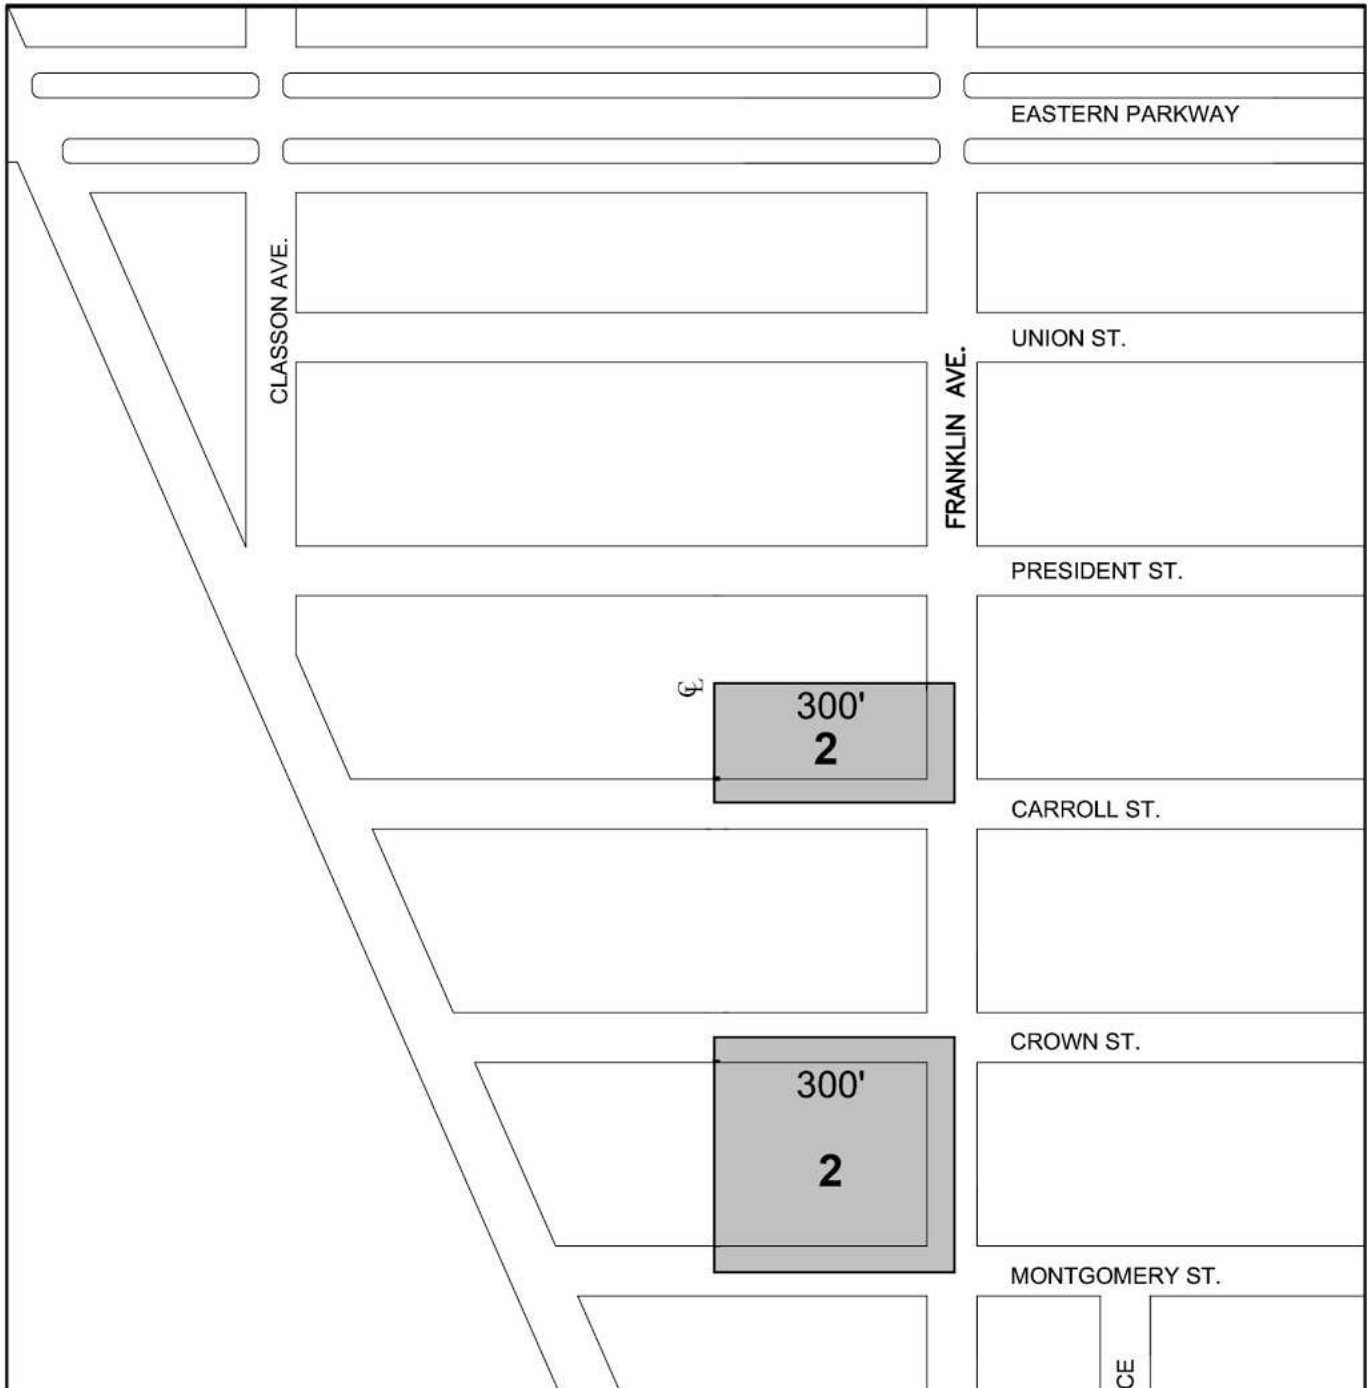 EASTERN PARKWAY
CLASSON AVE.
UNION ST.
FRANKLIN AVE.
PRESIDENT ST.
℄
300'
2
CARROLL ST.
CROWN ST.
300'
2
MONTGOMERY ST.
CE